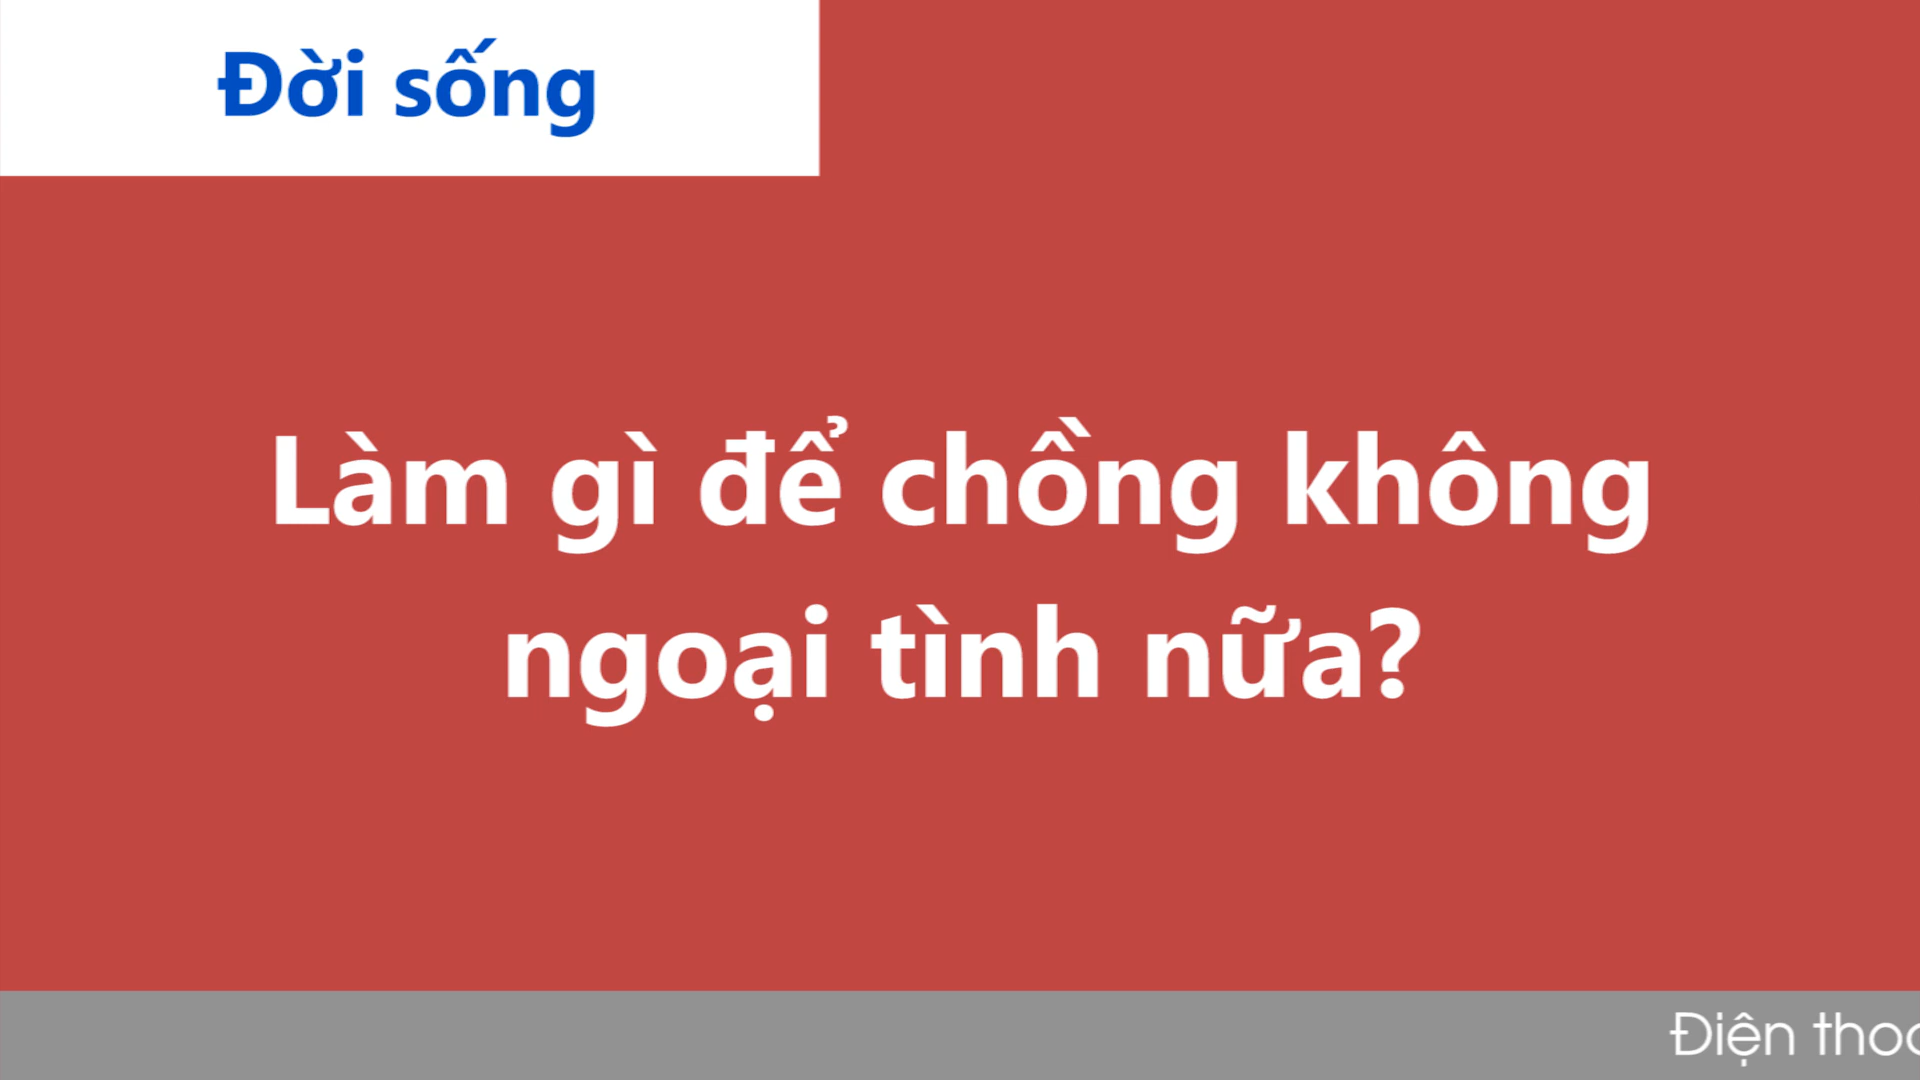 Đời sống
Làm gì để chồng không
ngoại tình nữa?
Điện